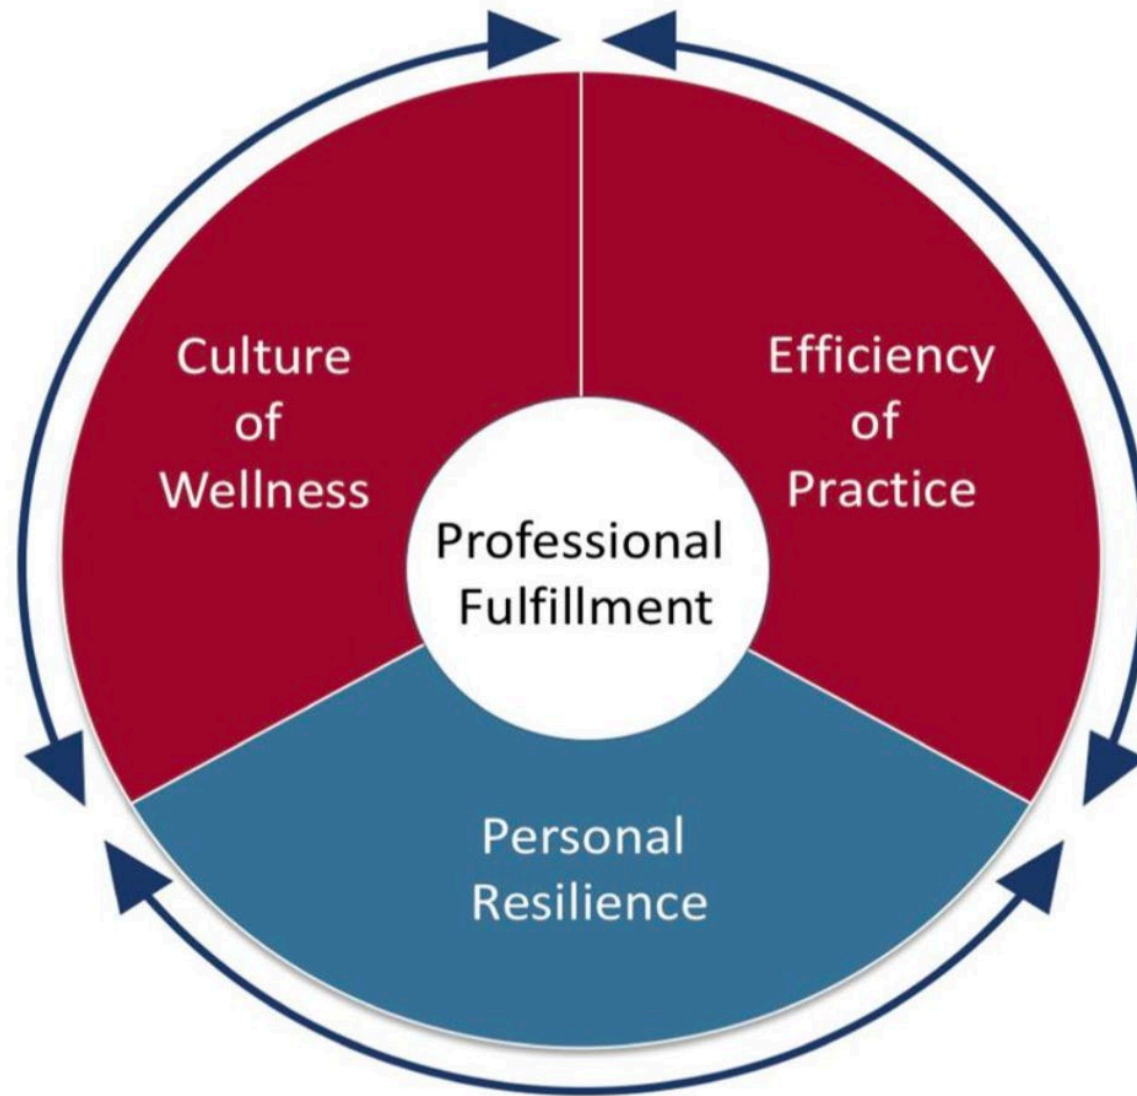 Culture
of
Wellness
Efficiency
of
Practice
Professional
Fulfillment
Personal
Resilience